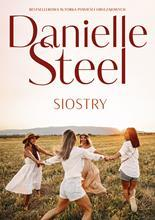 BESTSELLEROWA AUTORKA POWIEŚCI OBYCZAJOWYCH
Danielle
Steel
SIOSTRY